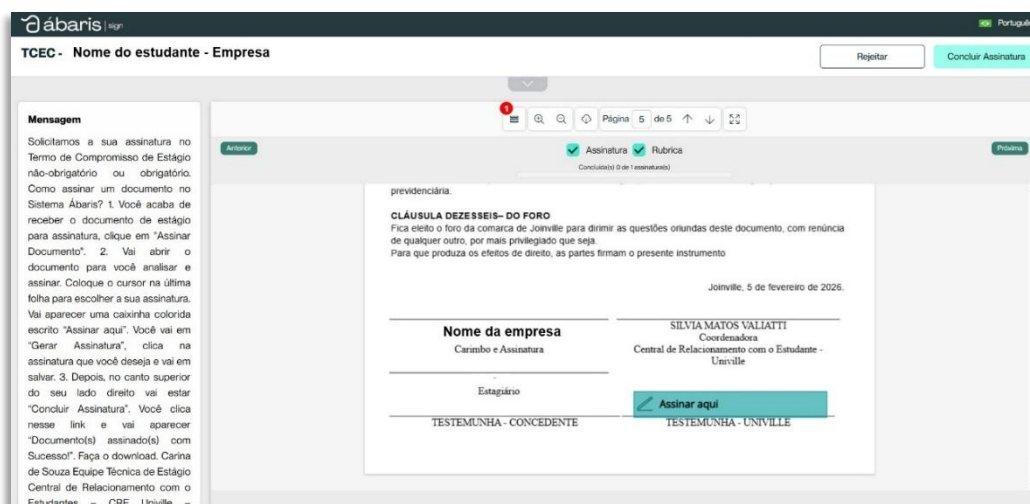 ábaris | sign
Português
TCEC - Nome do estudante - Empresa
Rejeitar
Concluir Assinatura
Mensagem
Solicitamos a sua assinatura no
Termo de Compromisso de Estágio
não-obrigatório ou obrigatório.
Como assinar um documento no
Sistema Ábaris? 1. Você acaba de
receber o documento de estágio
para assinatura, clique em "Assinar
Documento". 2. Vai abrir o
documento para você analisar e
assinar. Coloque o cursor na última
folha para escolher a sua assinatura.
Vai aparecer uma caixinha colorida
escrito "Assinar aqui". Você vai em
"Gerar Assinatura", clica na
assinatura que você deseja e vai em
salvar. 3. Depois, no canto superior
do seu lado direito vai estar
"Concluir Assinatura". Você clica
nesse link e vai aparecer
"Documento(s) assinado(s) com
Sucesso!". Faça o download. Carina
de Souza Equipe Técnica de Estágio
Central de Relacionamento com o
Estudantes – CRE Univille –
1
Página 5 de 5
Anterior
Assinatura
Rubrica
Próxima
Concluída(s) 0 de 1 assinatura(s)
previdenciária.
CLÁUSULA DEZESSEIS– DO FORO
Fica eleito o foro da comarca de Joinville para dirimir as questões oriundas deste documento, com renúncia
de qualquer outro, por mais privilegiado que seja.
Para que produza os efeitos de direito, as partes firmam o presente instrumento
Joinville, 5 de fevereiro de 2026.
Nome da empresa
Carimbo e Assinatura
SILVIA MATOS VALIATTI
Coordenadora
Central de Relacionamento com o Estudante -
Univille
Estagiário
Assinar aqui
TESTEMUNHA - CONCEDENTE
TESTEMUNHA - UNIVILLE